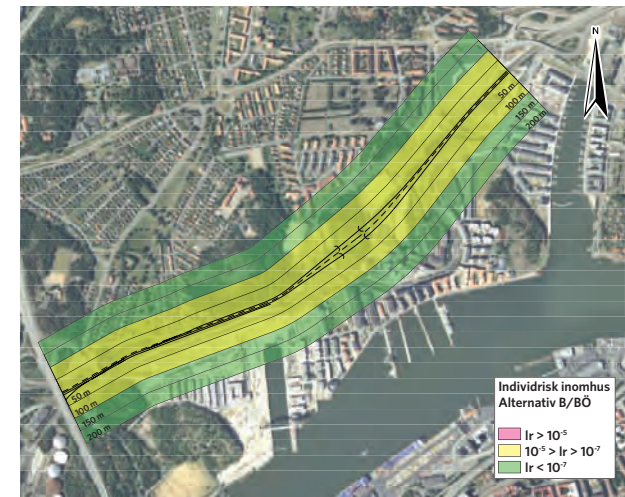 N
50 m
100 m
150 m
200 m
50 m
100 m
150 m
200 m
Individrisk inomhus
Alternativ B/BÖ
Ir > 10⁻⁵
10⁻⁵ > Ir > 10⁻⁷
Ir < 10⁻⁷